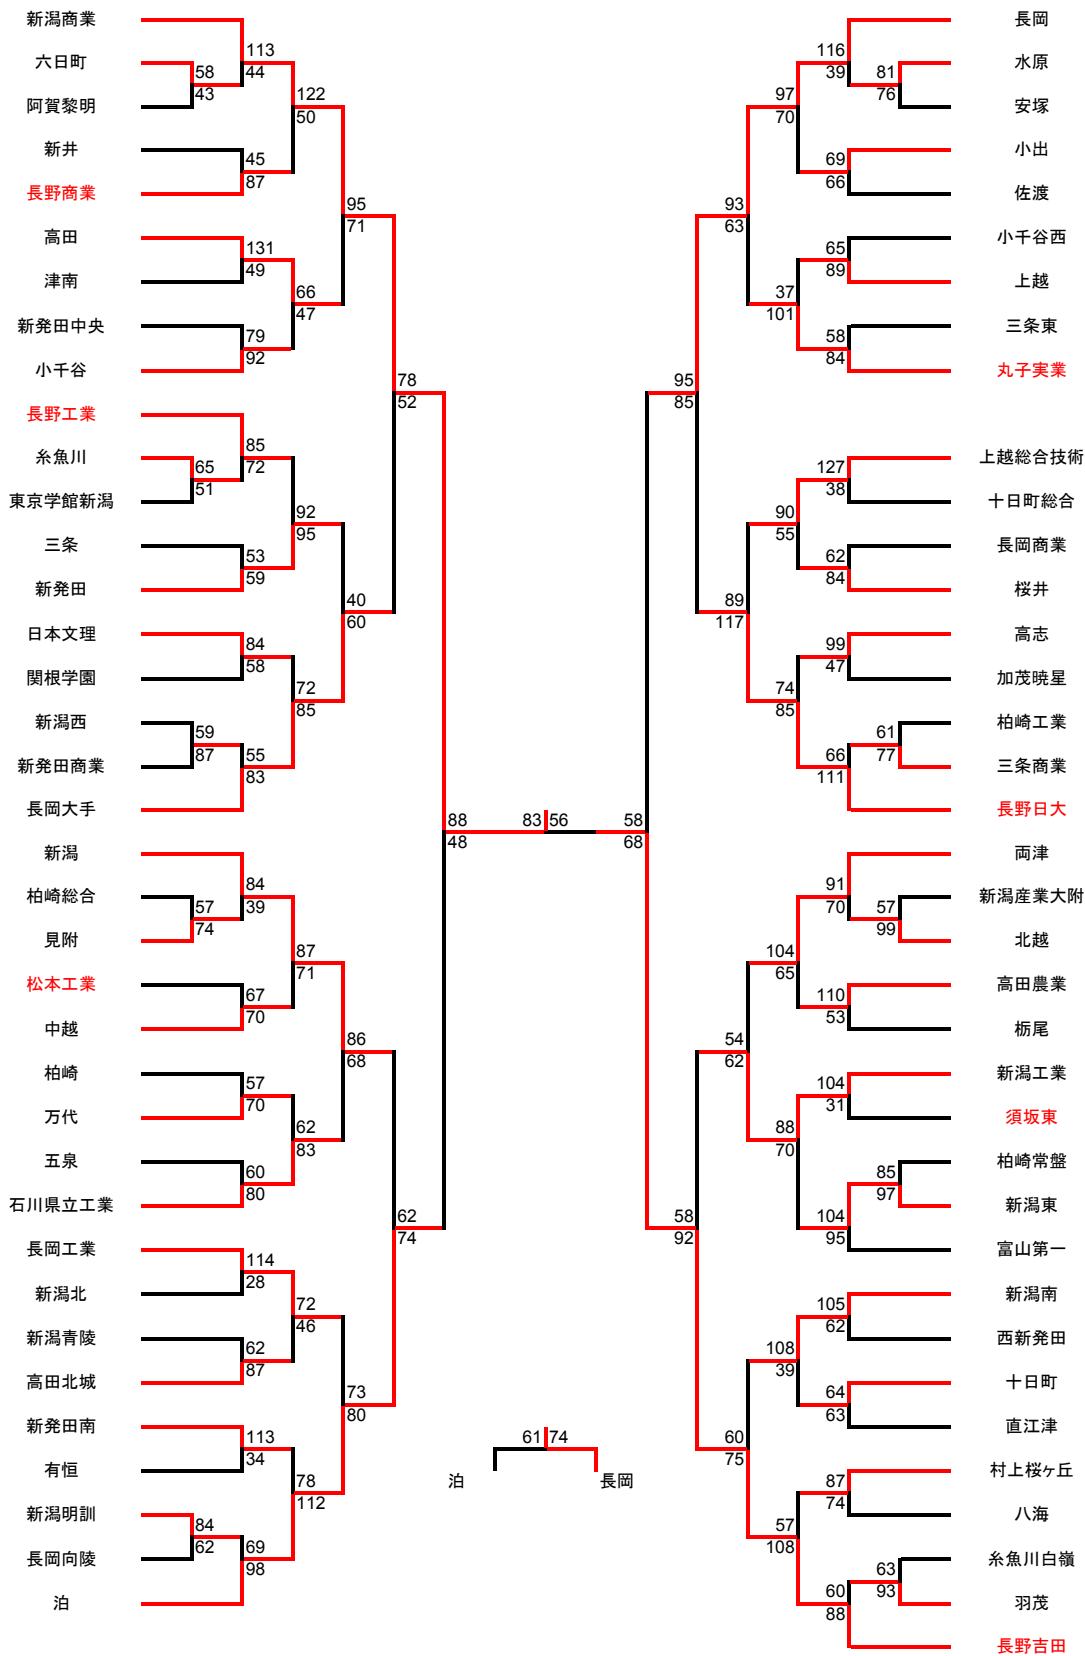 新潟商業
六日町
阿賀黎明
新井
長野商業
高田
津南
新発田中央
小千谷
長野工業
糸魚川
東京学館新潟
三条
新発田
日本文理
関根学園
新潟西
新発田商業
長岡大手
新潟
柏崎総合
見附
松本工業
中越
柏崎
万代
五泉
石川県立工業
長岡工業
新潟北
新潟青陵
高田北城
新発田南
有恒
新潟明訓
長岡向陵
泊
58
43
65
51
59
87
57
74
84
62
113
44
45
87
131
49
79
92
85
72
53
59
84
58
55
83
84
39
67
70
57
70
60
80
114
28
62
87
113
34
69
98
122
50
66
47
92
95
72
85
87
71
62
83
72
46
78
112
95
71
40
60
86
68
73
80
78
52
62
74
88
48
83 56
58
68
61 74
泊
長岡
95
85
58
92
93
63
89
117
54
62
60
75
97
70
37
101
90
55
74
85
104
65
88
70
108
39
57
108
116
39
69
66
65
89
58
84
127
38
62
84
99
47
66
111
91
70
110
53
104
31
104
95
105
62
64
63
87
74
60
88
81
76
61
77
57
99
85
97
63
93
長岡
水原
安塚
小出
佐渡
小千谷西
上越
三条東
丸子実業
上越総合技術
十日町総合
長岡商業
桜井
高志
加茂暁星
柏崎工業
三条商業
長野日大
両津
新潟産業大附
北越
高田農業
栃尾
新潟工業
須坂東
柏崎常盤
新潟東
富山第一
新潟南
西新発田
十日町
直江津
村上桜ヶ丘
八海
糸魚川白嶺
羽茂
長野吉田